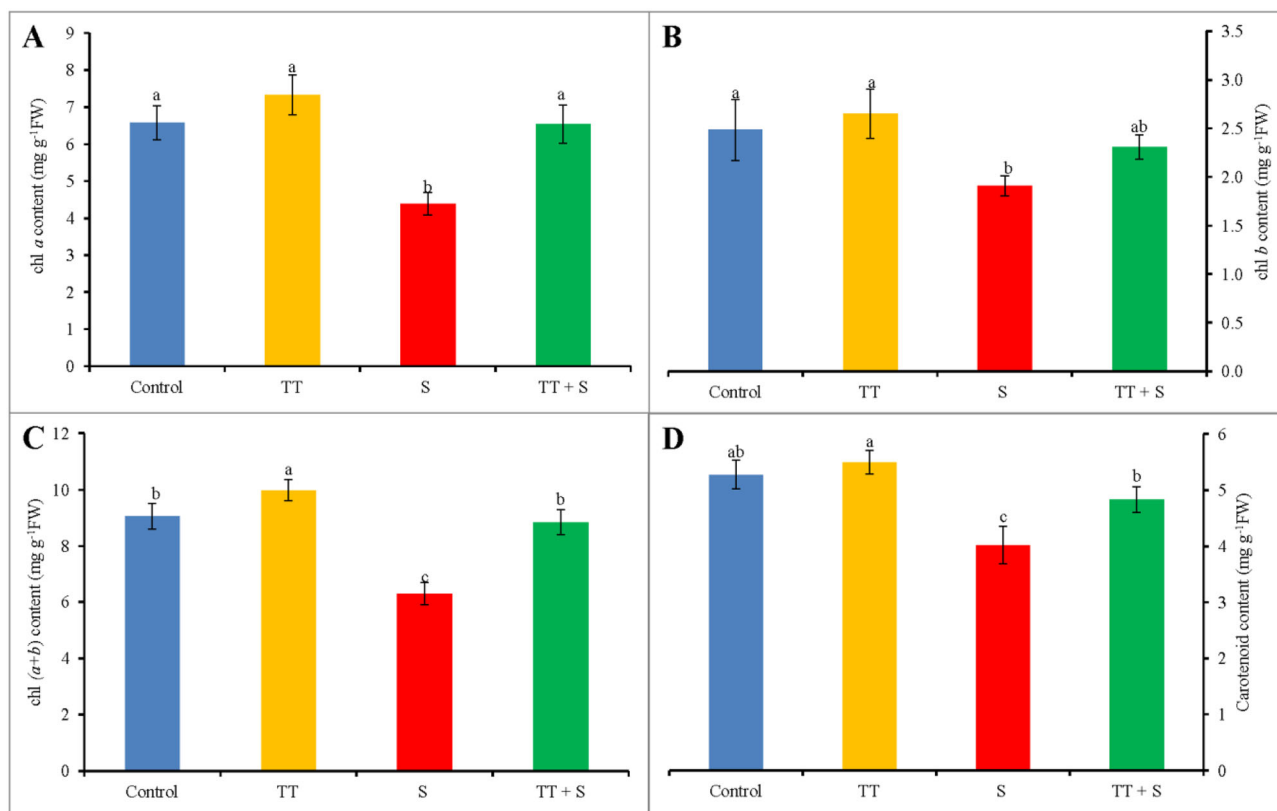 A
chl a content (mg g⁻¹FW)
9
8
7
6
5
4
3
2
1
0
a
a
b
a
Control TT S TT + S
B
chl b content (mg g⁻¹FW)
3.5
3.0
2.5
2.0
1.5
1.0
0.5
0.0
a
a
b
ab
Control TT S TT + S
C
chl (a+b) content (mg g⁻¹FW)
12
10
8
6
4
2
0
b
a
c
b
Control TT S TT + S
D
Carotenoid content (mg g⁻¹FW)
6
5
4
3
2
1
0
ab
a
c
b
Control TT S TT + S